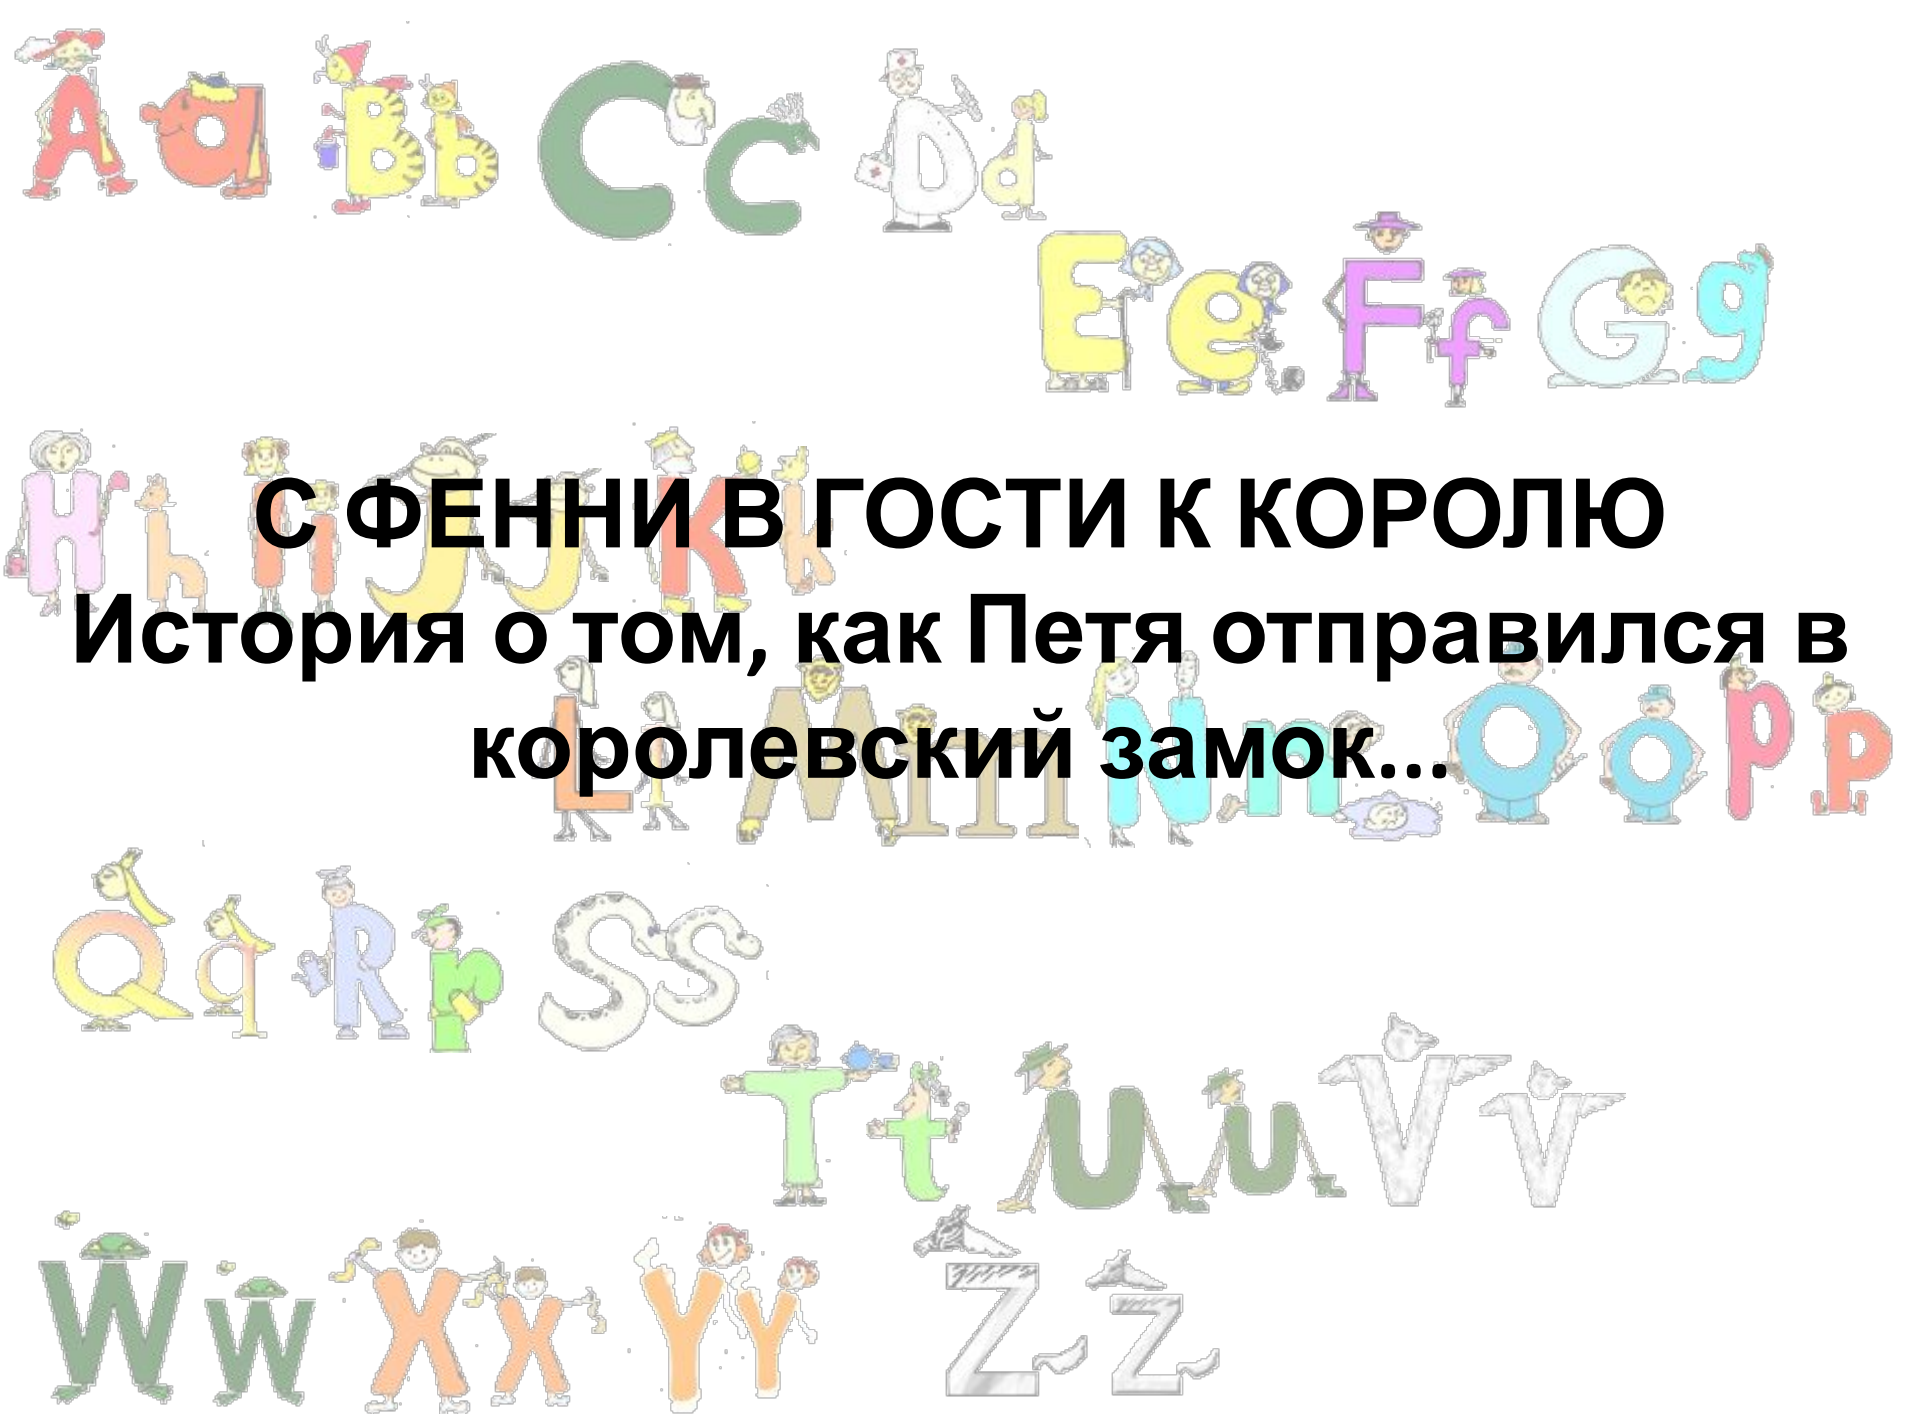 Aa Bb Cc Dd
Ee Ff Gg
Hh Ii Jj Kk
С ФЕННИ В ГОСТИ К КОРОЛЮ
История о том, как Петя отправился в
королевский замок...
Ll Mm Nn Oo Pp
Qq Rr Ss
Tt Uu Vv
Ww Xx Yy Zz